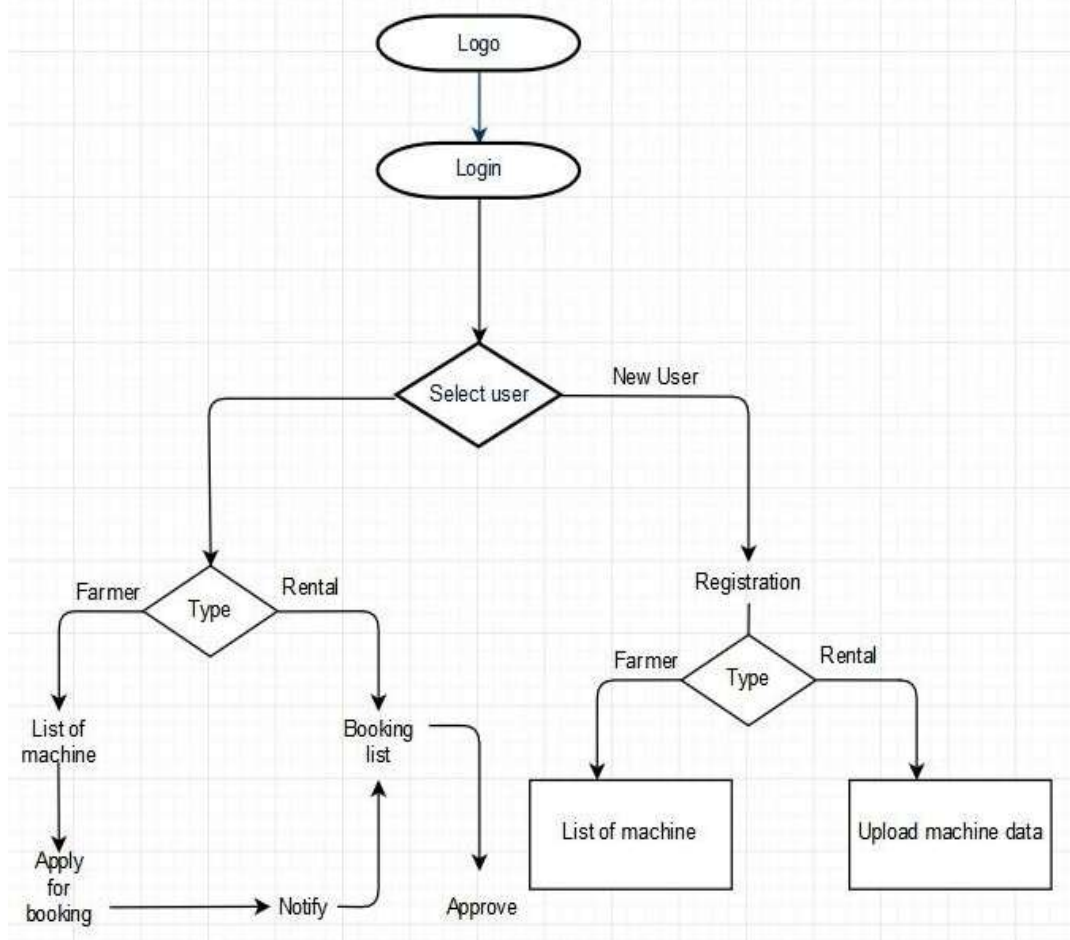 Logo
Login
Select user
New User
Farmer
Type
Rental
Registration
Farmer
Type
Rental
List of
machine
Booking
list
List of machine
Upload machine data
Apply
for
booking
Notify
Approve